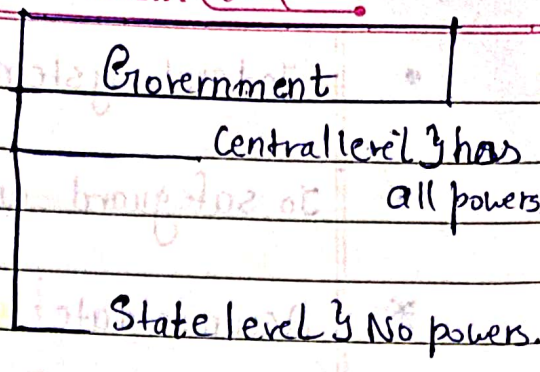 Government
Central level } has
all powers
State level } No powers.